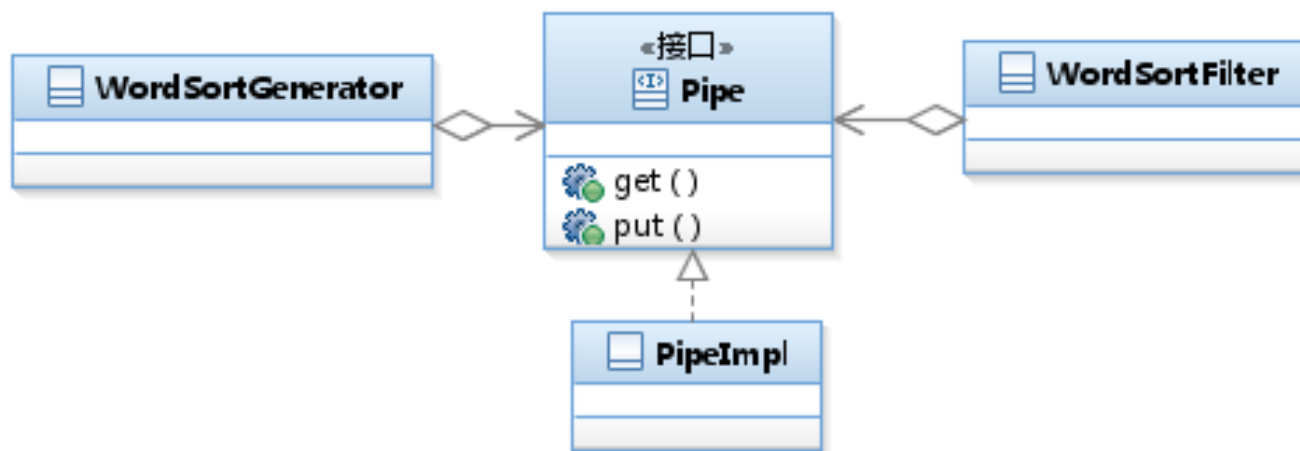 WordSortGenerator
«接口»
Pipe
get ( )
put ( )
WordSortFilter
PipeImpl